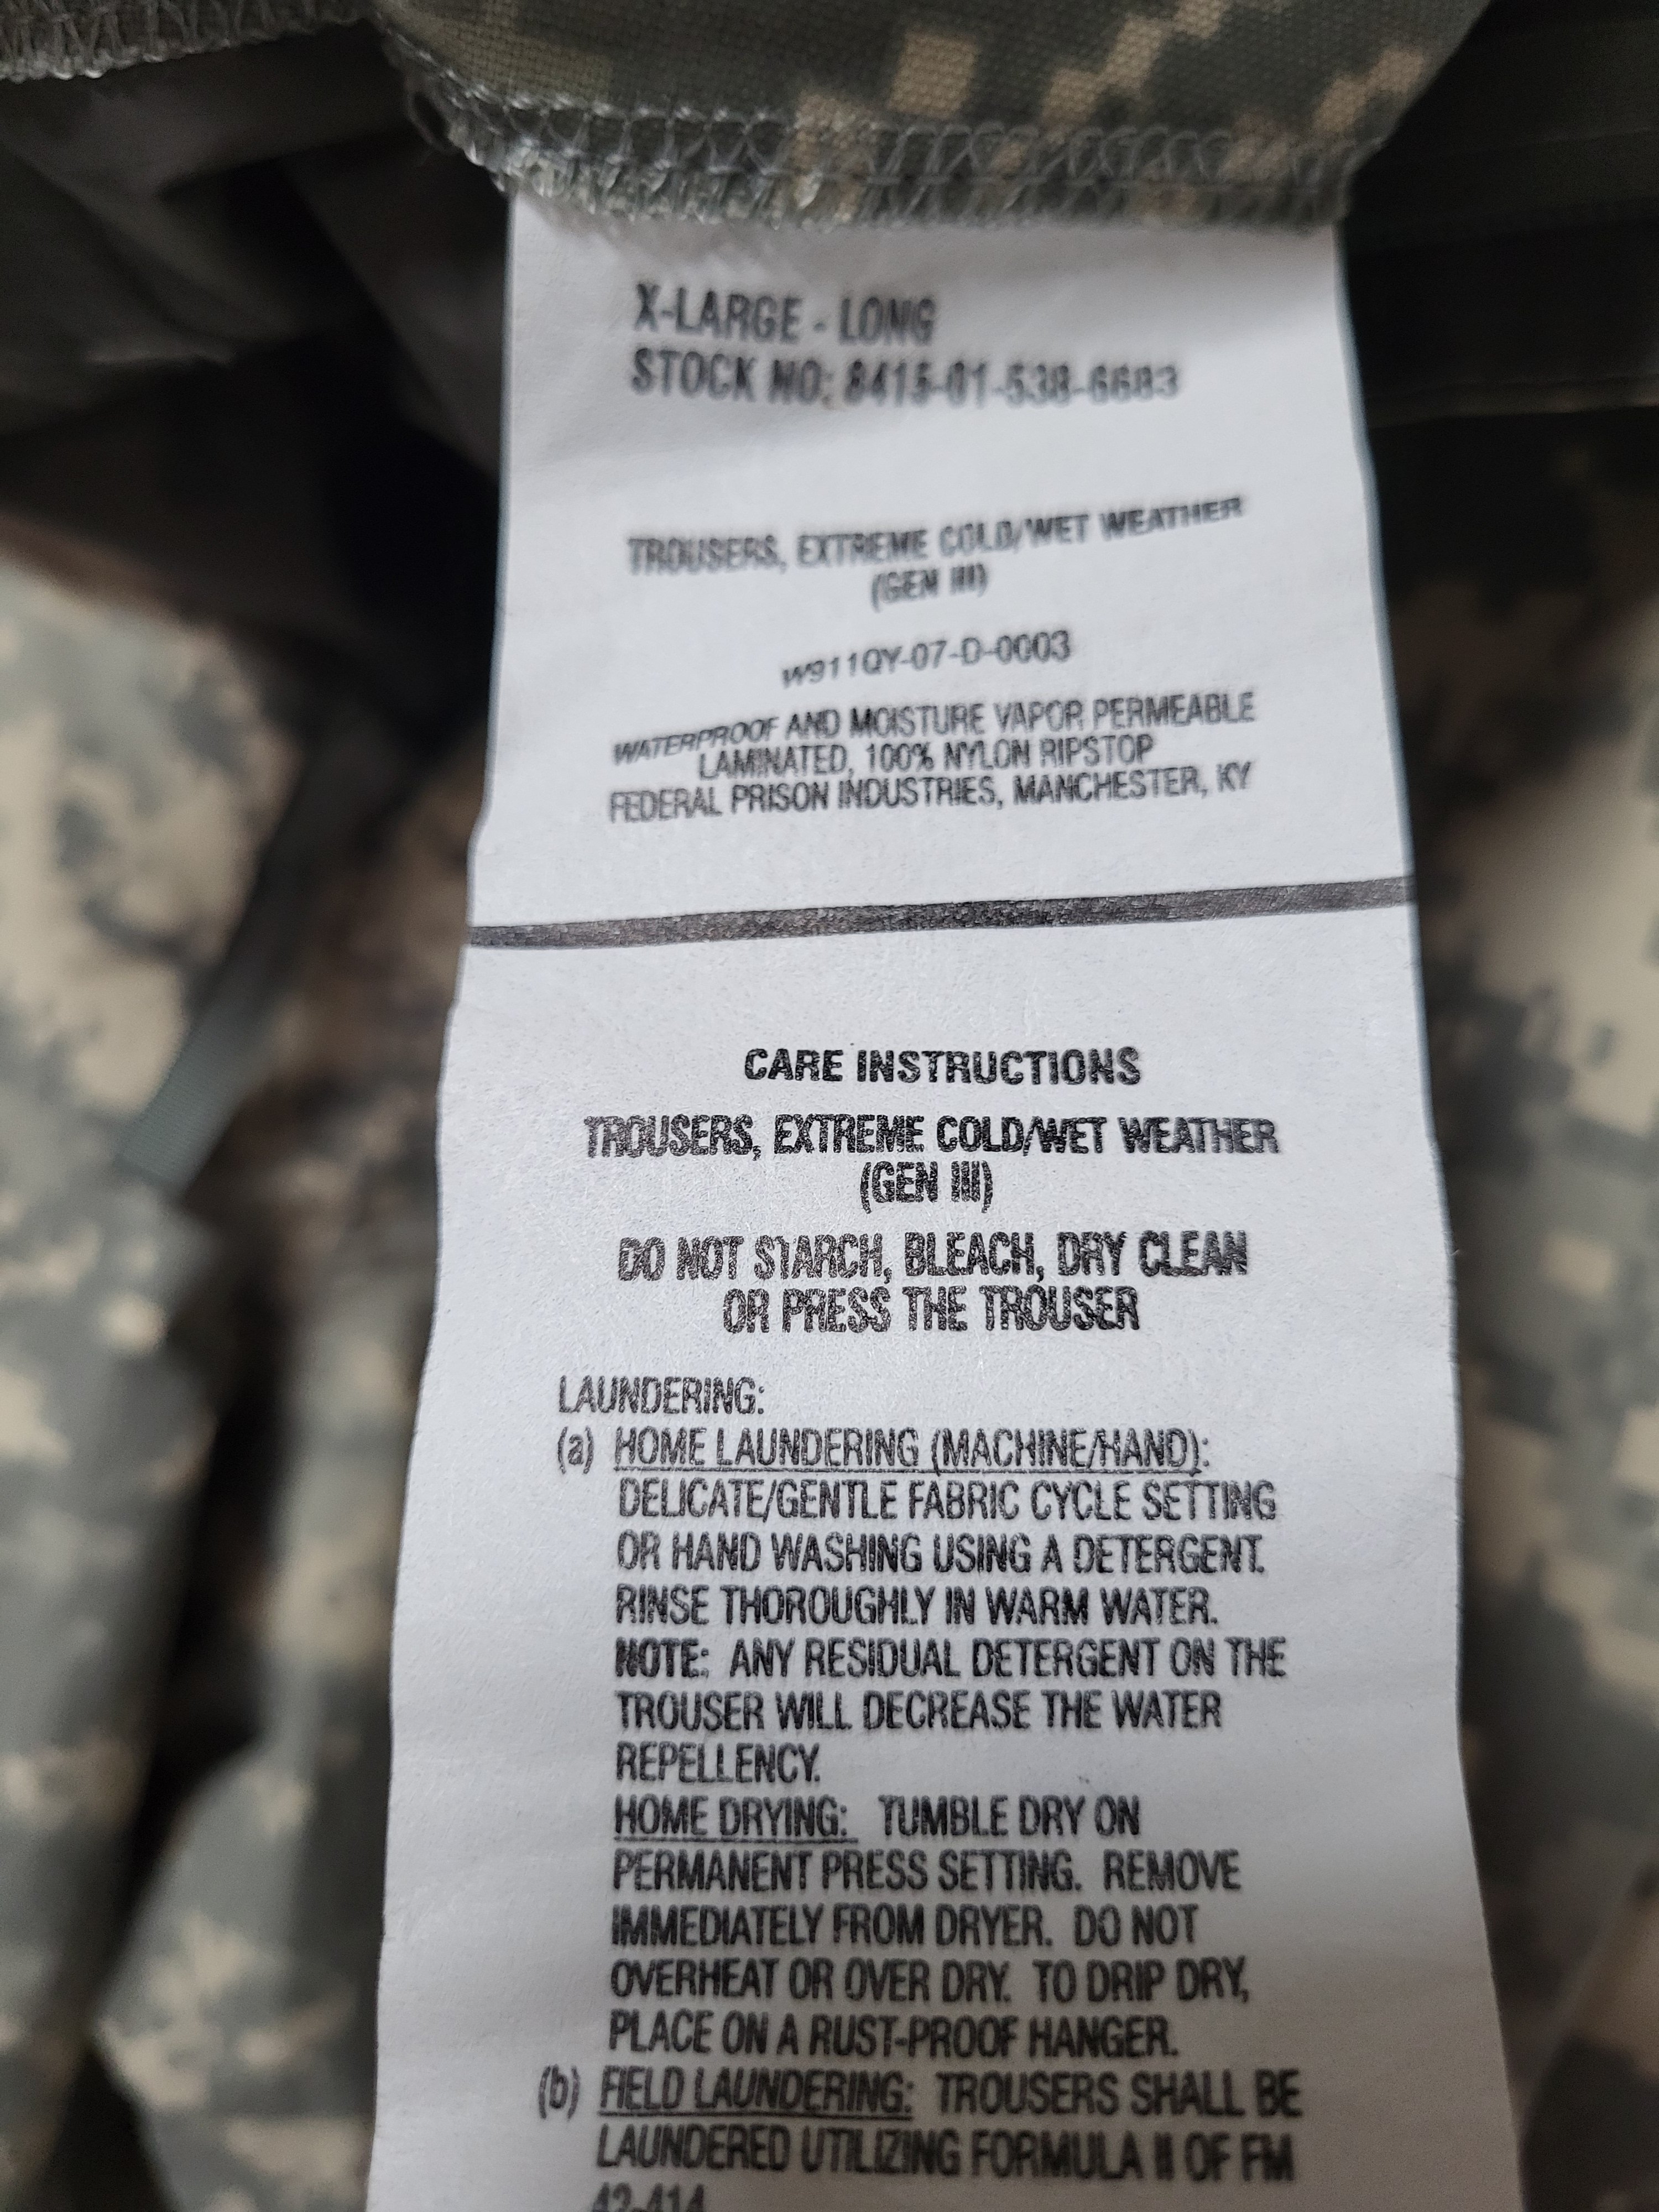 X-LARGE - LONG
STOCK NO: 8415-01-538-6683
TROUSERS, EXTREME COLD/WET WEATHER
(GEN III)
W911QY-07-D-0003
WATERPROOF AND MOISTURE VAPOR PERMEABLE
LAMINATED, 100% NYLON RIPSTOP
FEDERAL PRISON INDUSTRIES, MANCHESTER, KY
CARE INSTRUCTIONS
TROUSERS, EXTREME COLD/WET WEATHER
(GEN III)
DO NOT STARCH, BLEACH, DRY CLEAN
OR PRESS THE TROUSER
LAUNDERING:
(a) HOME LAUNDERING (MACHINE/HAND):
DELICATE/GENTLE FABRIC CYCLE SETTING
OR HAND WASHING USING A DETERGENT.
RINSE THOROUGHLY IN WARM WATER.
NOTE: ANY RESIDUAL DETERGENT ON THE
TROUSER WILL DECREASE THE WATER
REPELLENCY.
HOME DRYING: TUMBLE DRY ON
PERMANENT PRESS SETTING. REMOVE
IMMEDIATELY FROM DRYER. DO NOT
OVERHEAT OR OVER DRY. TO DRIP DRY,
PLACE ON A RUST-PROOF HANGER.
(b) FIELD LAUNDERING: TROUSERS SHALL BE
LAUNDERED UTILIZING FORMULA II OF FM
42-414